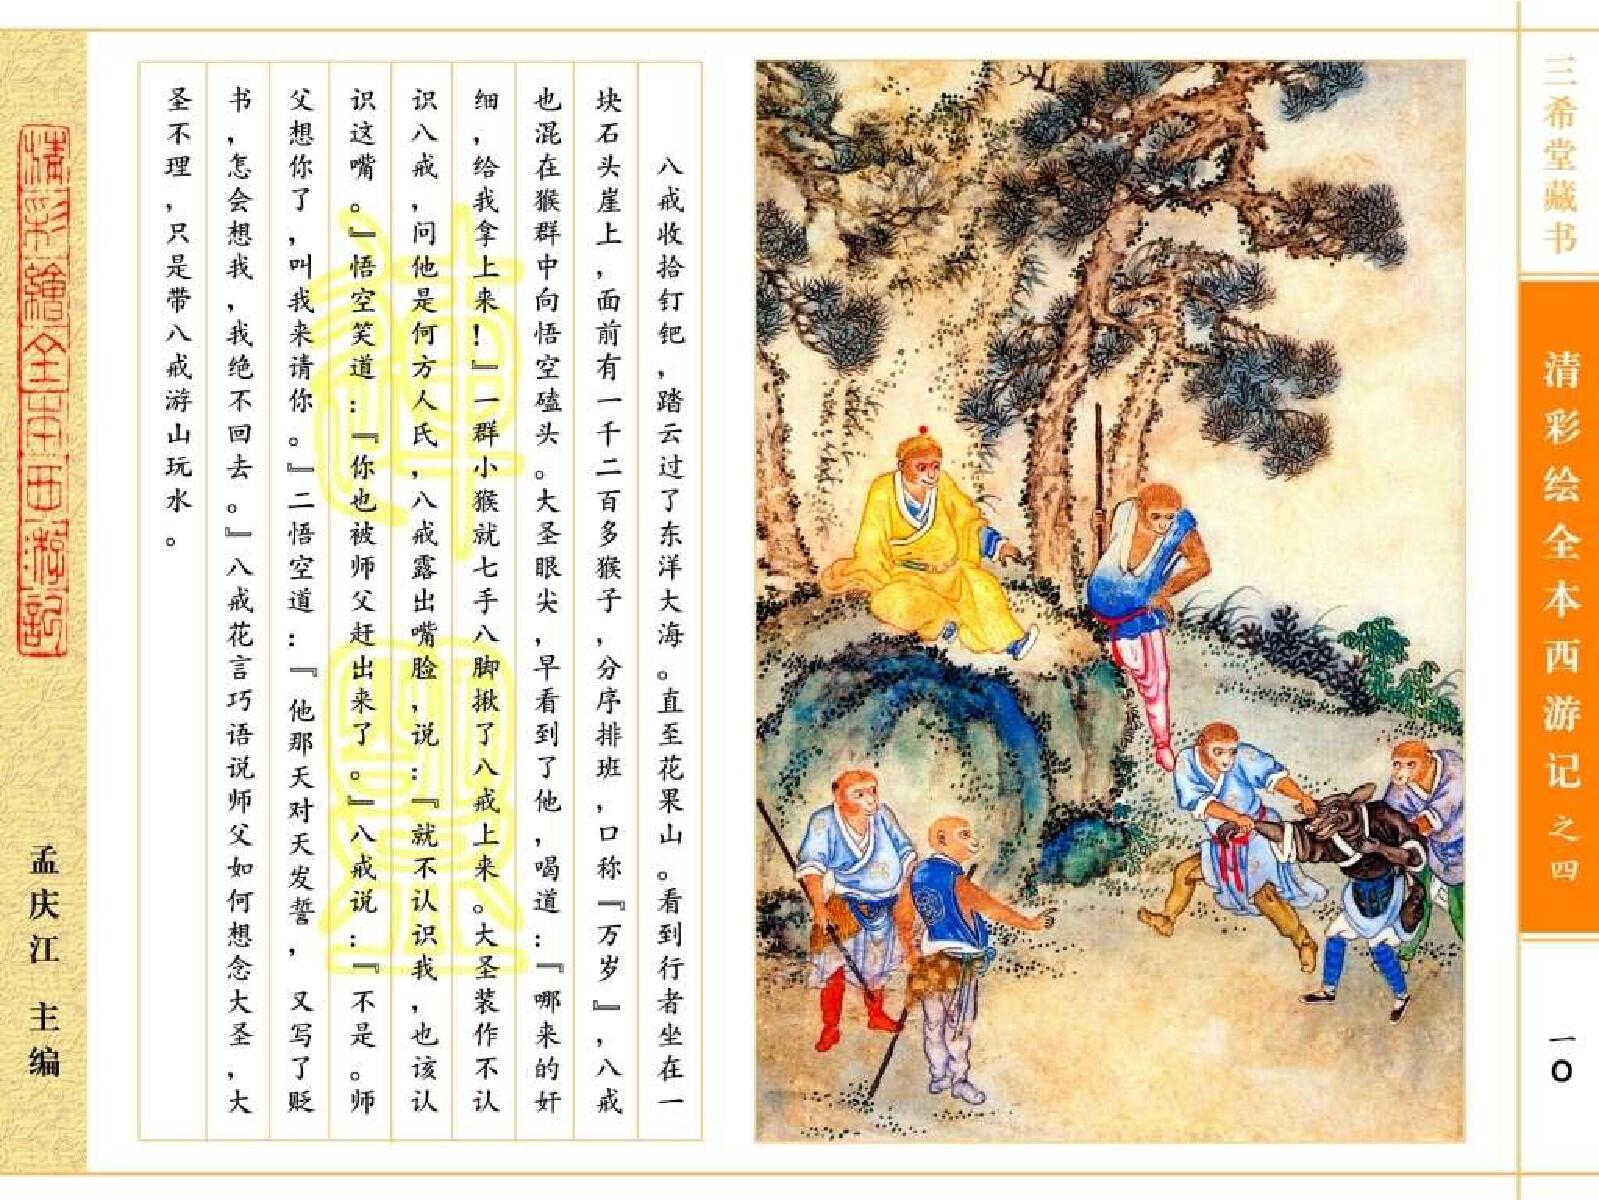 三希堂藏书
清彩绘全本西游记之四
一〇
八戒收拾钉钯，踏云过了东洋大海。直至花果山。看到行者坐在一
块石头崖上，面前有一千二百多猴子，分序排班，口称『万岁』，八戒
也混在猴群中向悟空磕头。大圣眼尖，早看到了他，喝道：『哪来的奸
细，给我拿上来！』一群小猴就七手八脚揪了八戒上来。大圣装作不认
识八戒，问他是何方人氏，八戒露出嘴脸，说：『就不认识我，也该认
识这嘴。』悟空笑道：『你也被师父赶出来了。』八戒说：『不是。师
父想你了，叫我来请你。』二悟空道：『他那天对天发誓，又写了贬
书，怎会想我，我绝不回去。』八戒花言巧语说师父如何想念大圣，大
圣不理，只是带八戒游山玩水。
清彩繪全本西游記
孟庆江 主编